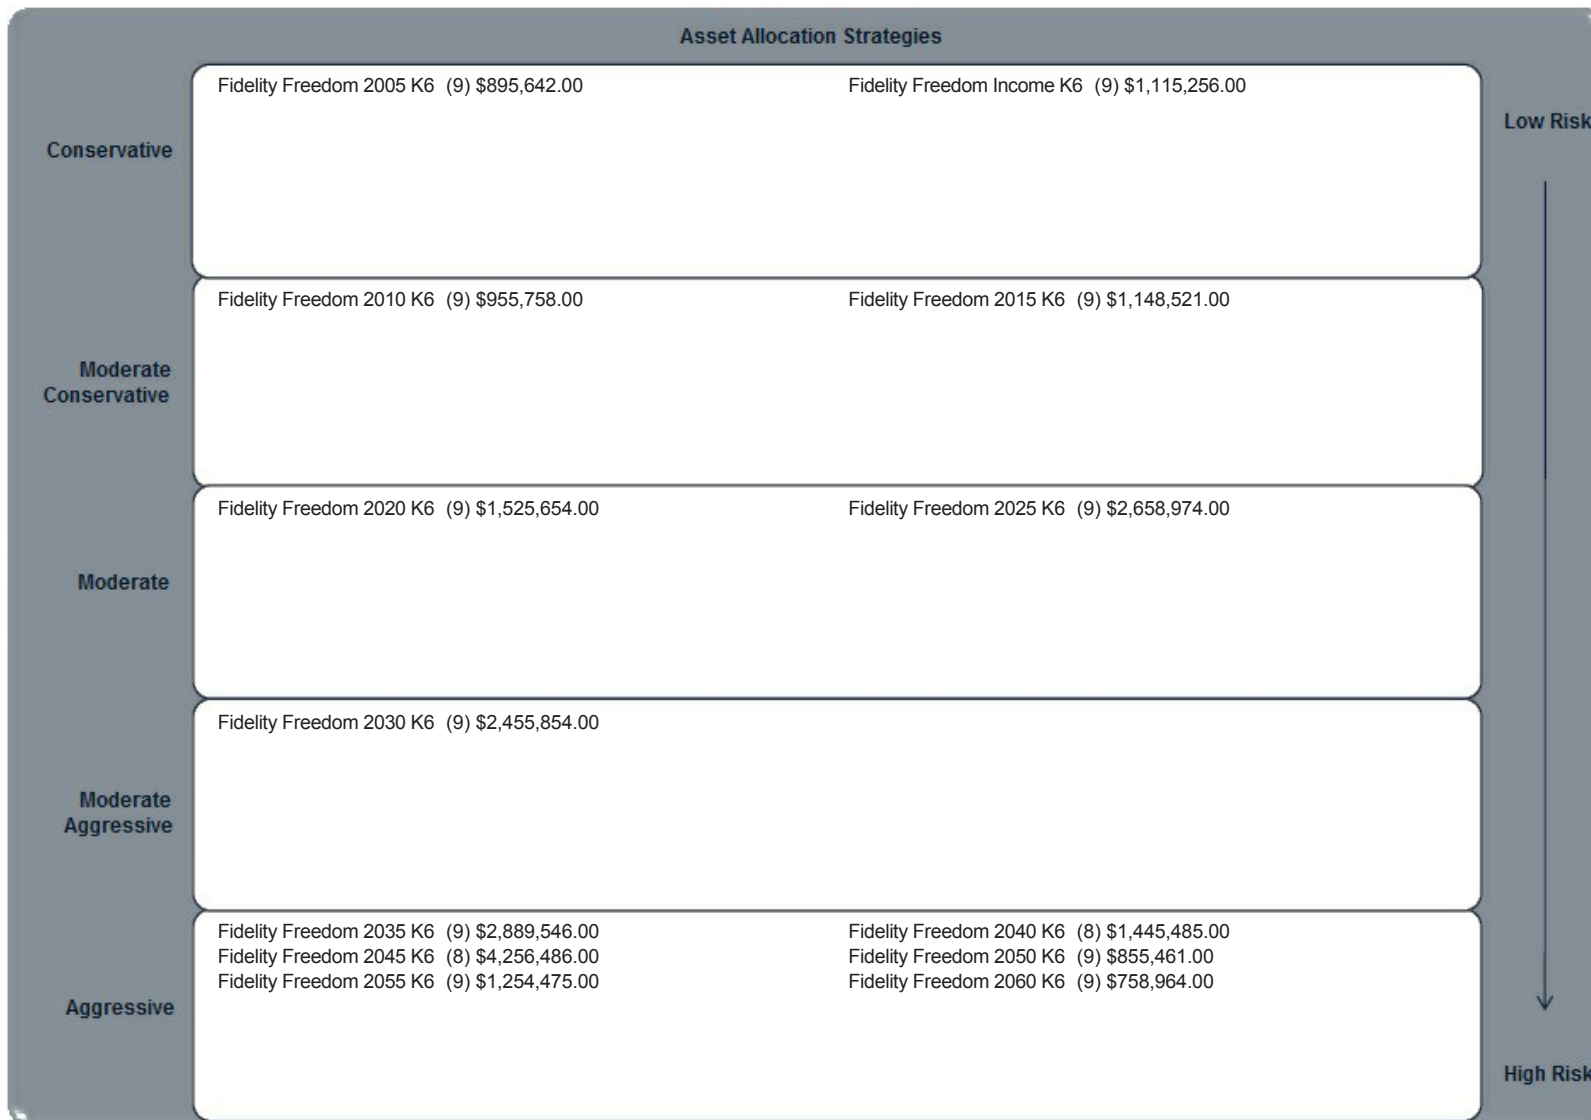 Asset Allocation Strategies
Fidelity Freedom 2005 K6 (9) $895,642.00
Fidelity Freedom Income K6 (9) $1,115,256.00
Low Risk
Conservative
Fidelity Freedom 2010 K6 (9) $955,758.00
Fidelity Freedom 2015 K6 (9) $1,148,521.00
Moderate
Conservative
Fidelity Freedom 2020 K6 (9) $1,525,654.00
Fidelity Freedom 2025 K6 (9) $2,658,974.00
Moderate
Fidelity Freedom 2030 K6 (9) $2,455,854.00
Moderate
Aggressive
Fidelity Freedom 2035 K6 (9) $2,889,546.00
Fidelity Freedom 2040 K6 (8) $1,445,485.00
Fidelity Freedom 2045 K6 (8) $4,256,486.00
Fidelity Freedom 2050 K6 (9) $855,461.00
Fidelity Freedom 2055 K6 (9) $1,254,475.00
Fidelity Freedom 2060 K6 (9) $758,964.00
Aggressive
High Risk